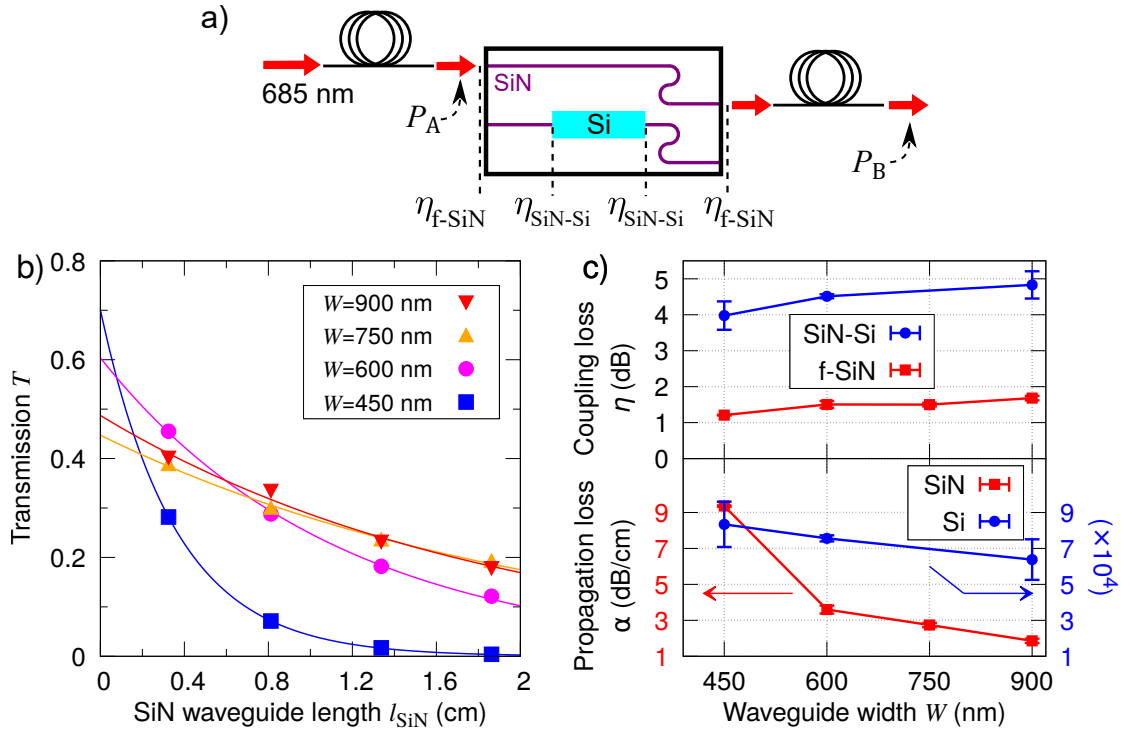 a)
685 nm
P_A
SiN
Si
P_B
η_f-SiN
η_SiN-Si
η_SiN-Si
η_f-SiN
b)
Transmission T
0.8
0.6
0.4
0.2
0
W=900 nm
W=750 nm
W=600 nm
W=450 nm
0
0.4
0.8
1.2
1.6
2
SiN waveguide length l_SiN (cm)
c)
Coupling loss
η (dB)
5
4
3
2
1
0
SiN-Si
f-SiN
Propagation loss
α (dB/cm)
9
7
5
3
1
SiN
Si
9
7
5
3
1
(×10⁴)
450
600
750
900
Waveguide width W (nm)